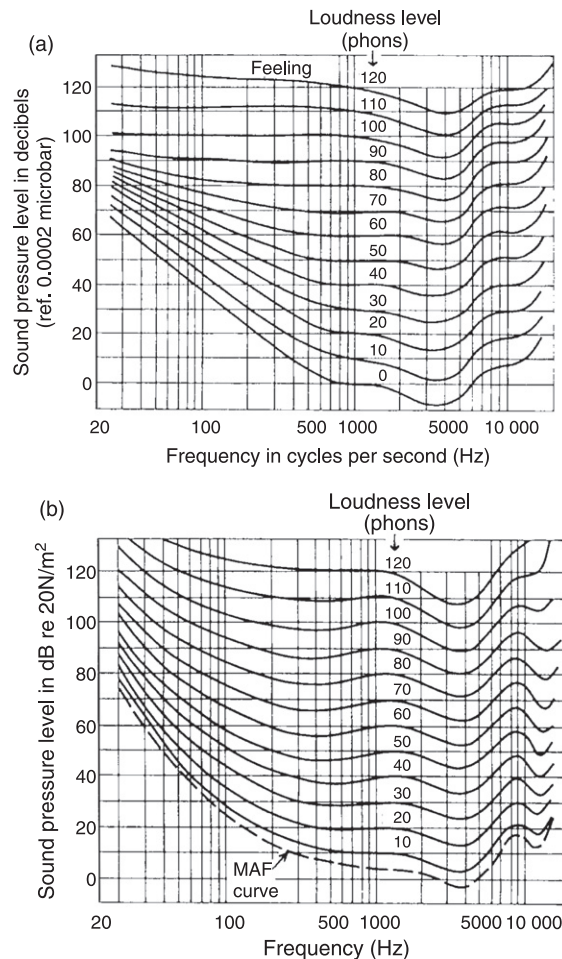 (a)
Loudness level
(phons)
Feeling
120
110
100
90
80
70
50
40
30
20
10
0
120
100
80
60
40
20
0
Sound pressure level in decibels
(ref. 0.0002 microbar)
20 100 500 1000 5000 10 000
Frequency in cycles per second (Hz)
(b)
Loudness level
(phons)
120
110
100
90
80
70
60
50
40
30
20
10
MAF
curve
120
100
80
60
40
20
0
Sound pressure level in dB re 20N/m²
20 100 500 1000 5000 10 000
Frequency (Hz)